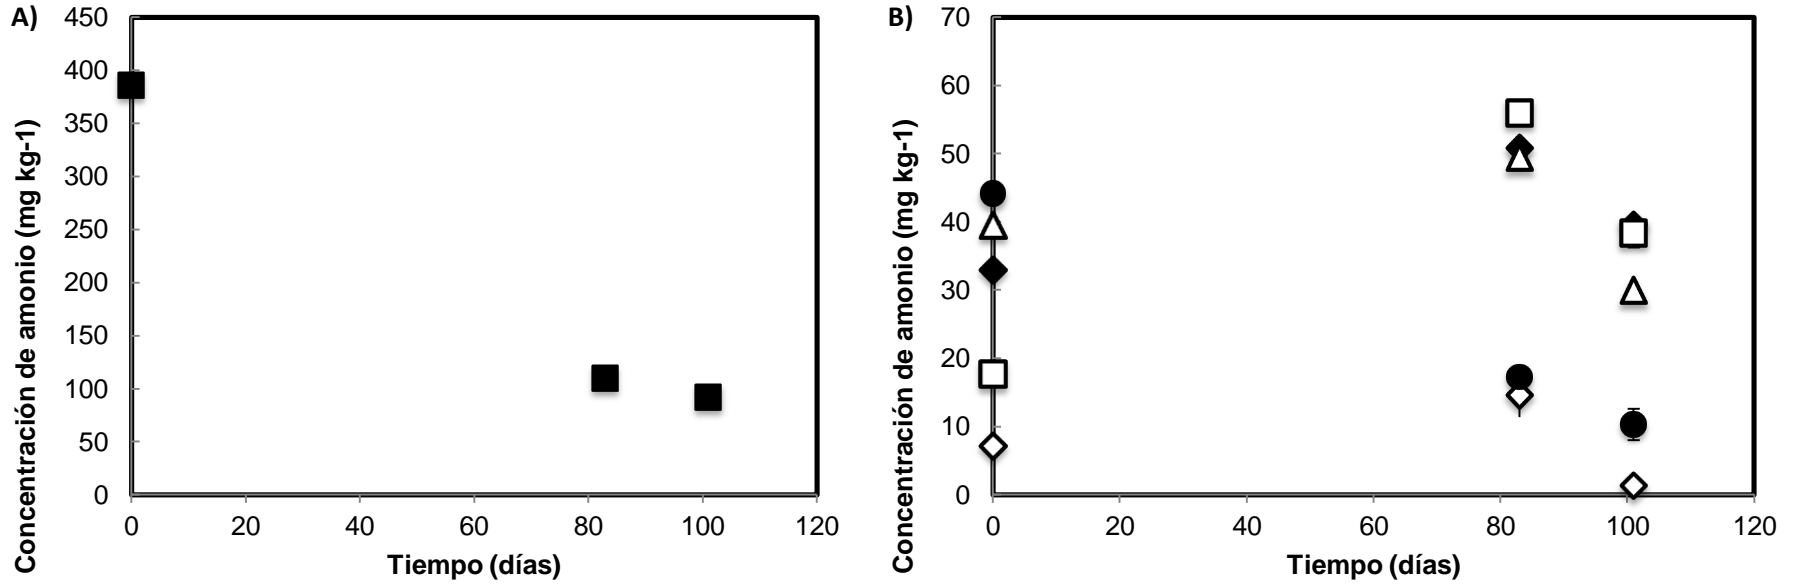 A)
Concentración de amonio (mg kg-1)
450
400
350
300
250
200
150
100
50
0
0 20 40 60 80 100 120
Tiempo (días)
B)
Concentración de amonio (mg kg-1)
70
60
50
40
30
20
10
0
0 20 40 60 80 100 120
Tiempo (días)